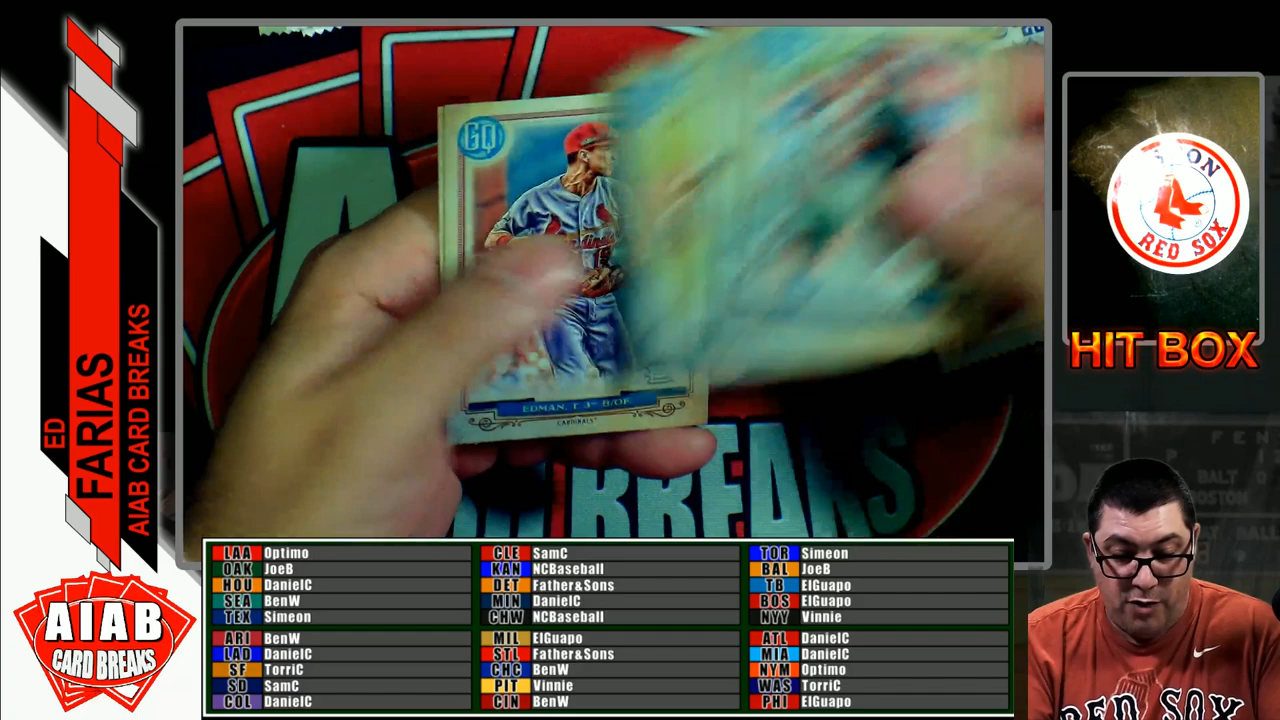 ED
FARIAS
AIAB CARD BREAKS
GQ
EDMAN, T 3RD B/OF
CARDINALS
BREAKS
RED SOX
HIT BOX
BALT 0
BOSTON
AIAB
CARD BREAKS
RED SOX
LAA Optimo
OAK JoeB
HOU DanielC
SEA BenW
TEX Simeon
CLE SamC
KAN NCBaseball
DET Father&Sons
MIN DanielC
CHW NCBaseball
TOR Simeon
BAL JoeB
TB ElGuapo
BOS ElGuapo
NYY Vinnie
ARI BenW
LAD DanielC
SF TorriC
SD SamC
COL DanielC
MIL ElGuapo
STL Father&Sons
CHC BenW
PIT Vinnie
CIN BenW
ATL DanielC
MIA DanielC
NYM Optimo
WAS TorriC
PHI ElGuapo